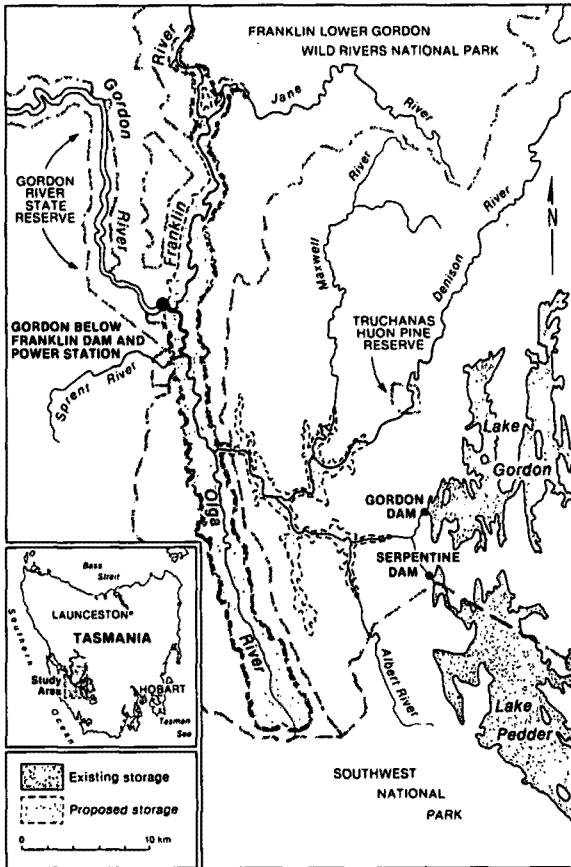 FRANKLIN LOWER GORDON
WILD RIVERS NATIONAL PARK
River
Gordon
River
Jane
River
GORDON
RIVER
STATE
RESERVE
Franklin
River
Maxwell
River
Denison
N
TRUCHANAS
HUON PINE
RESERVE
GORDON BELOW
FRANKLIN DAM AND
POWER STATION
Sprent River
Lake
Gordon
Olga
River
GORDON
DAM
SERPENTINE
DAM
Albert River
Lake
Pedder
SOUTHWEST
NATIONAL
PARK
Bass
Strait
LAUNCESTON
TASMANIA
Southern
Ocean
Study
Area
HOBART
Tasman
Sea
Existing storage
Proposed storage
0 10 km